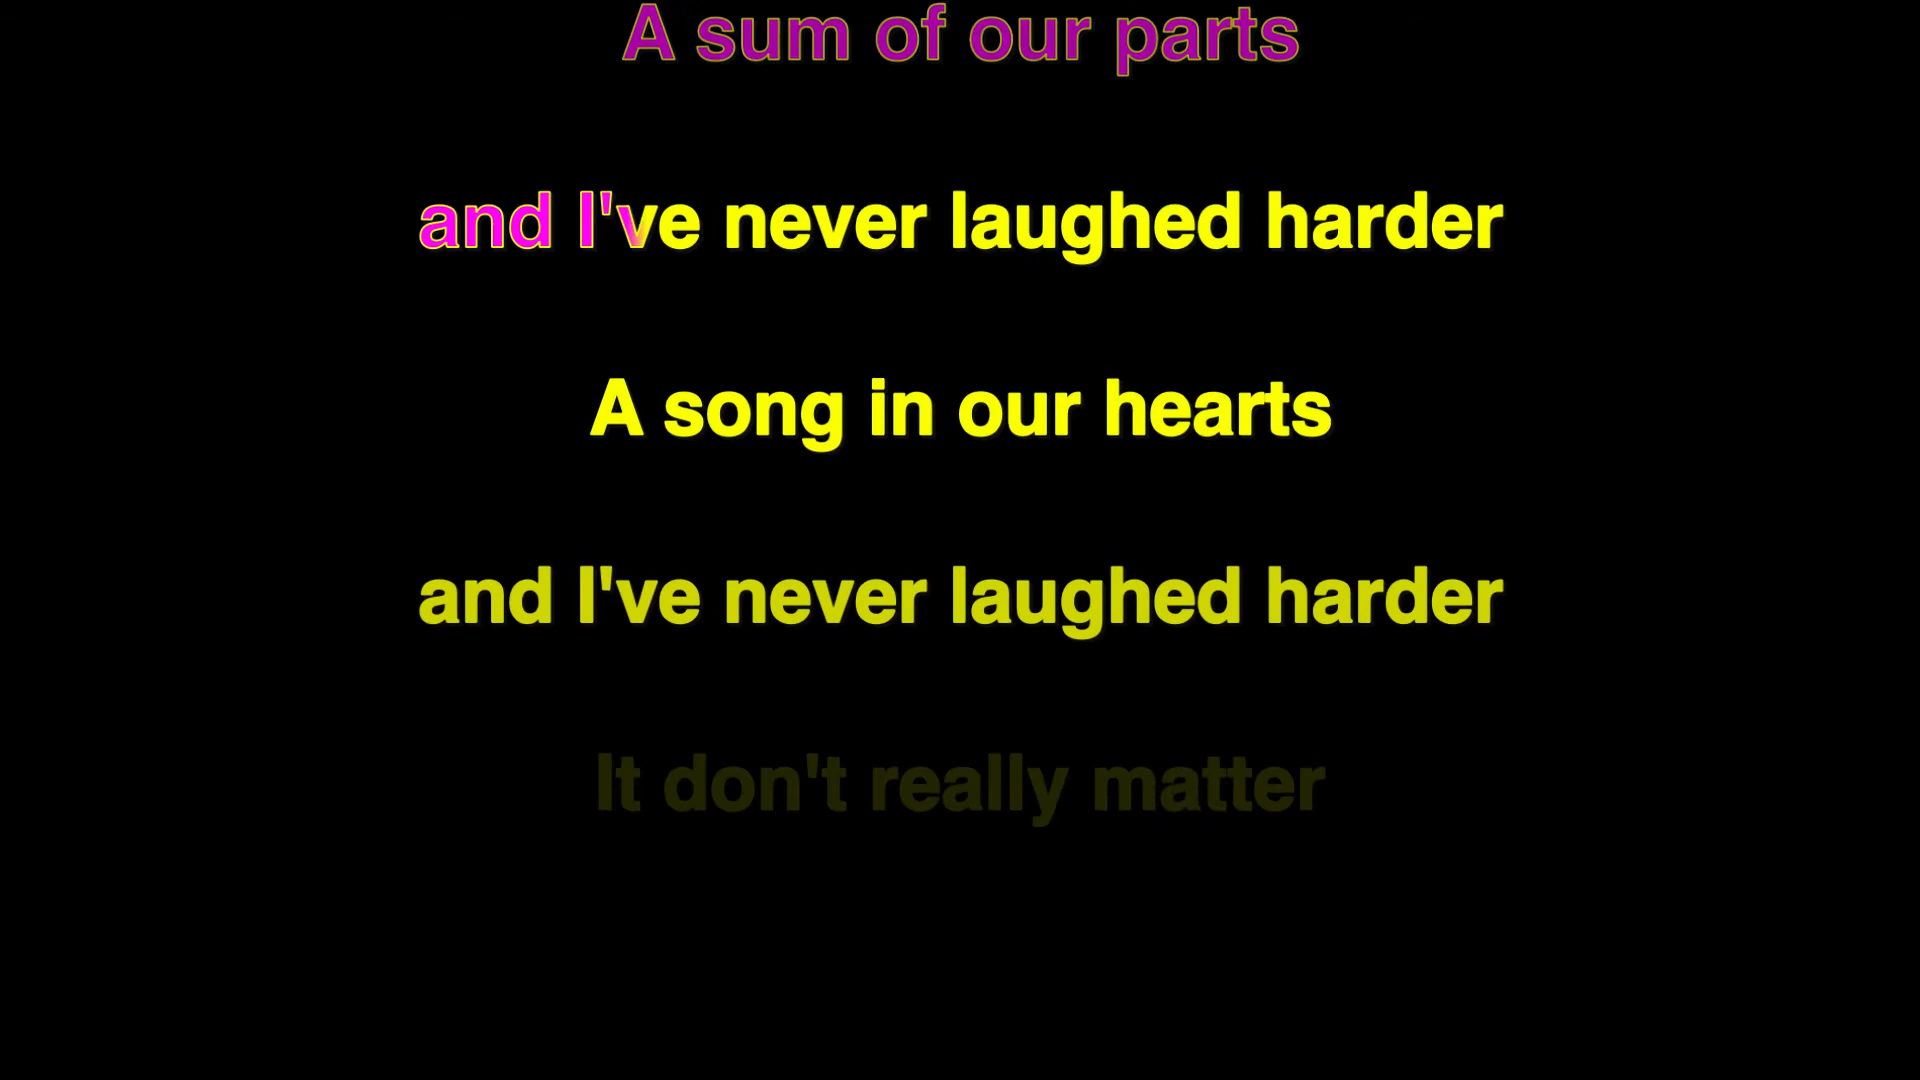 A sum of our parts
and I've never laughed harder
A song in our hearts
and I've never laughed harder
It don't really matter